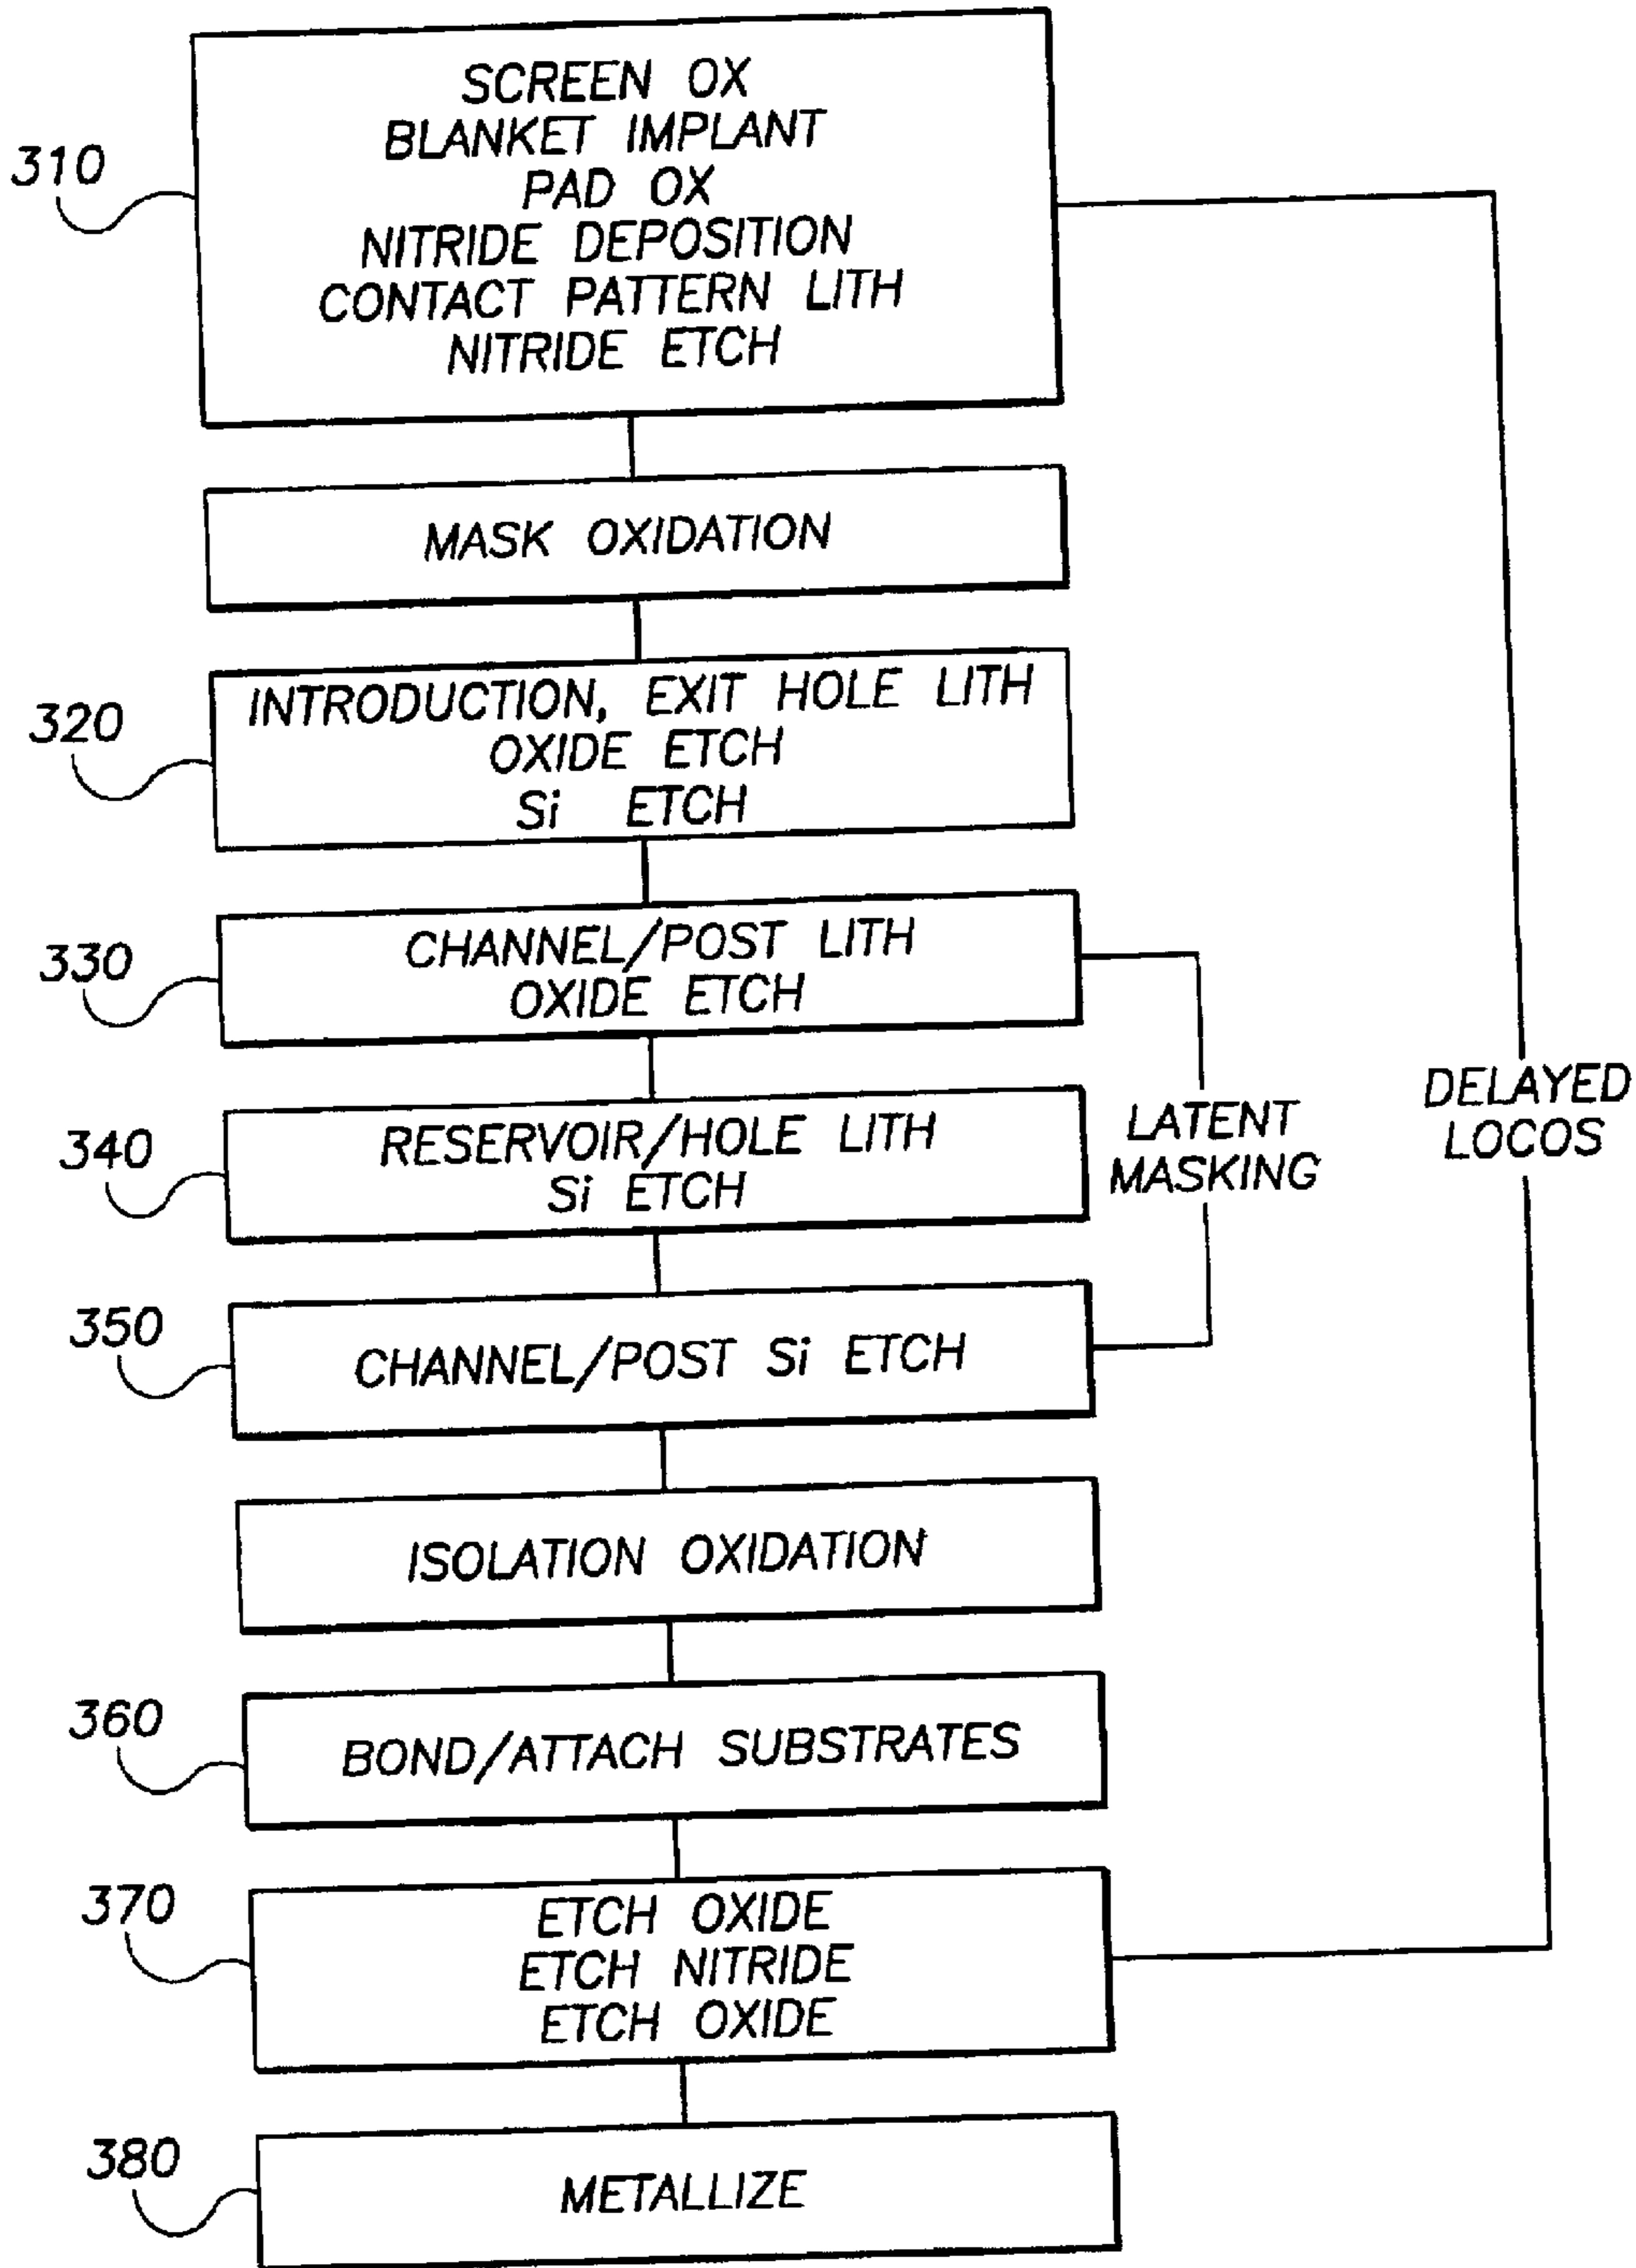 310
SCREEN OX
BLANKET IMPLANT
PAD OX
NITRIDE DEPOSITION
CONTACT PATTERN LITH
NITRIDE ETCH
MASK OXIDATION
320
INTRODUCTION, EXIT HOLE LITH
OXIDE ETCH
Si ETCH
330
CHANNEL/POST LITH
OXIDE ETCH
340
RESERVOIR/HOLE LITH
Si ETCH
LATENT
MASKING
DELAYED
LOCOS
350
CHANNEL/POST Si ETCH
ISOLATION OXIDATION
360
BOND/ATTACH SUBSTRATES
370
ETCH OXIDE
ETCH NITRIDE
ETCH OXIDE
380
METALLIZE